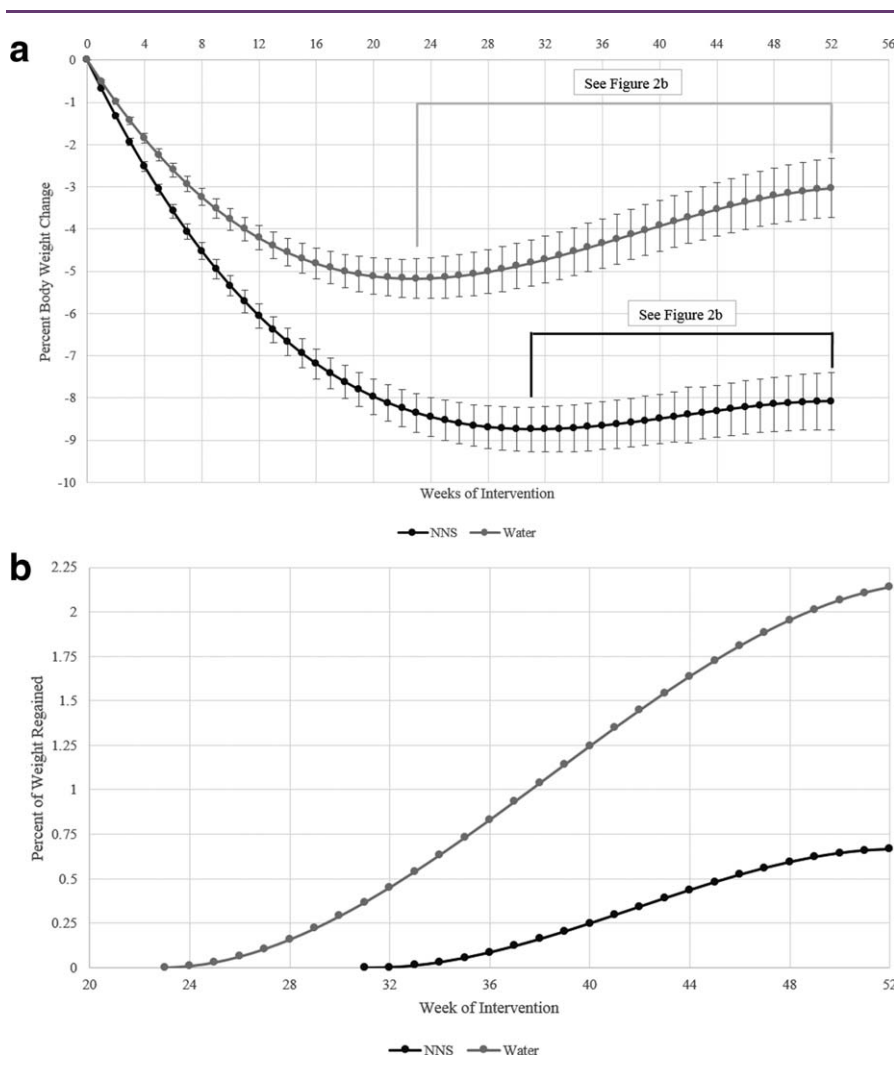 a
0 4 8 12 16 20 24 28 32 36 40 44 48 52 56
0
-1
-2
-3
-4
-5
-6
-7
-8
-9
-10
Percent Body Weight Change
See Figure 2b
See Figure 2b
Weeks of Intervention
NNS Water
b
2.25
2
1.75
1.5
1.25
1
0.75
0.5
0.25
0
Percent of Weight Regained
20 24 28 32 36 40 44 48 52
Week of Intervention
NNS Water